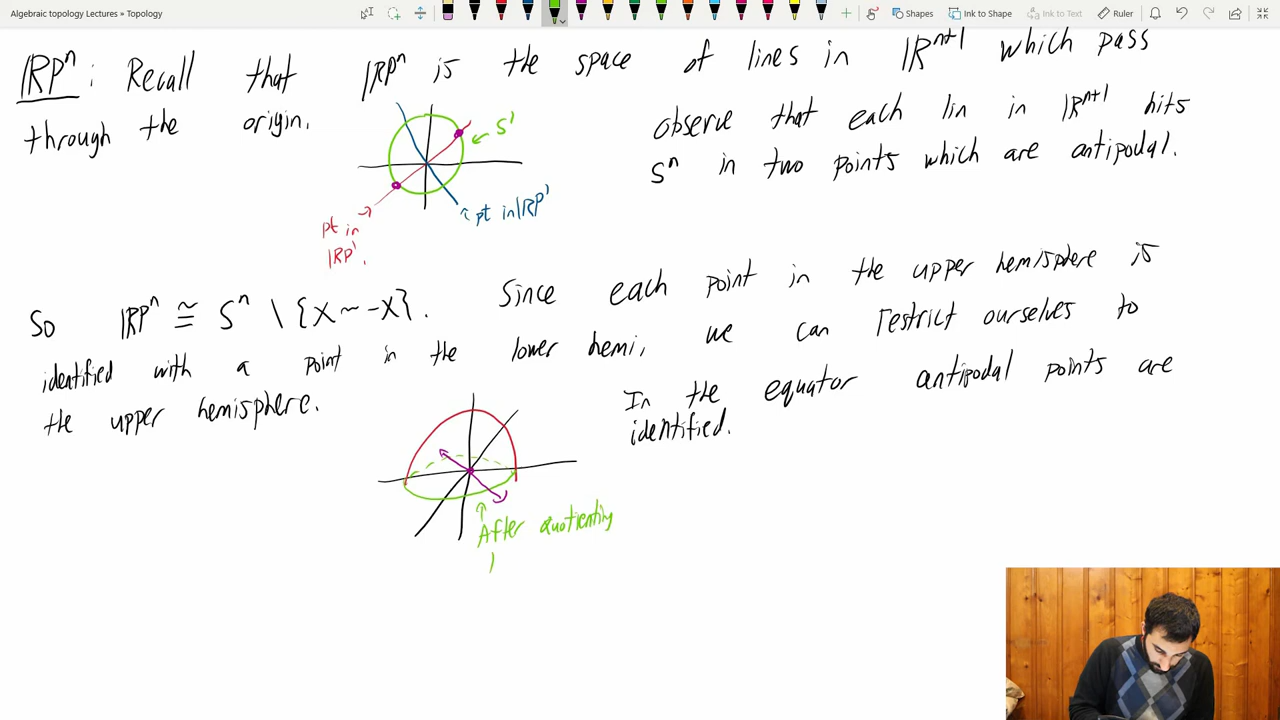 Algebraic topology Lectures » Topology
Shapes
Ink to Shape
Ink to Text
Ruler
ℝPⁿ : Recall that ℝPⁿ is the space of lines in ℝⁿ⁺¹ which pass
through the origin.
S¹
pt in ℝP¹
pt in
ℝP¹.
observe that each lin in ℝⁿ⁺¹ hits
Sⁿ in two points which are antipodal.
So ℝPⁿ ≅ Sⁿ \ {x ~ -x}. Since each point in the upper hemisphere is
identified with a point in the lower hemi, we can restrict ourselves to
the upper hemisphere.
In the equator antipodal points are
identified.
After quotienting